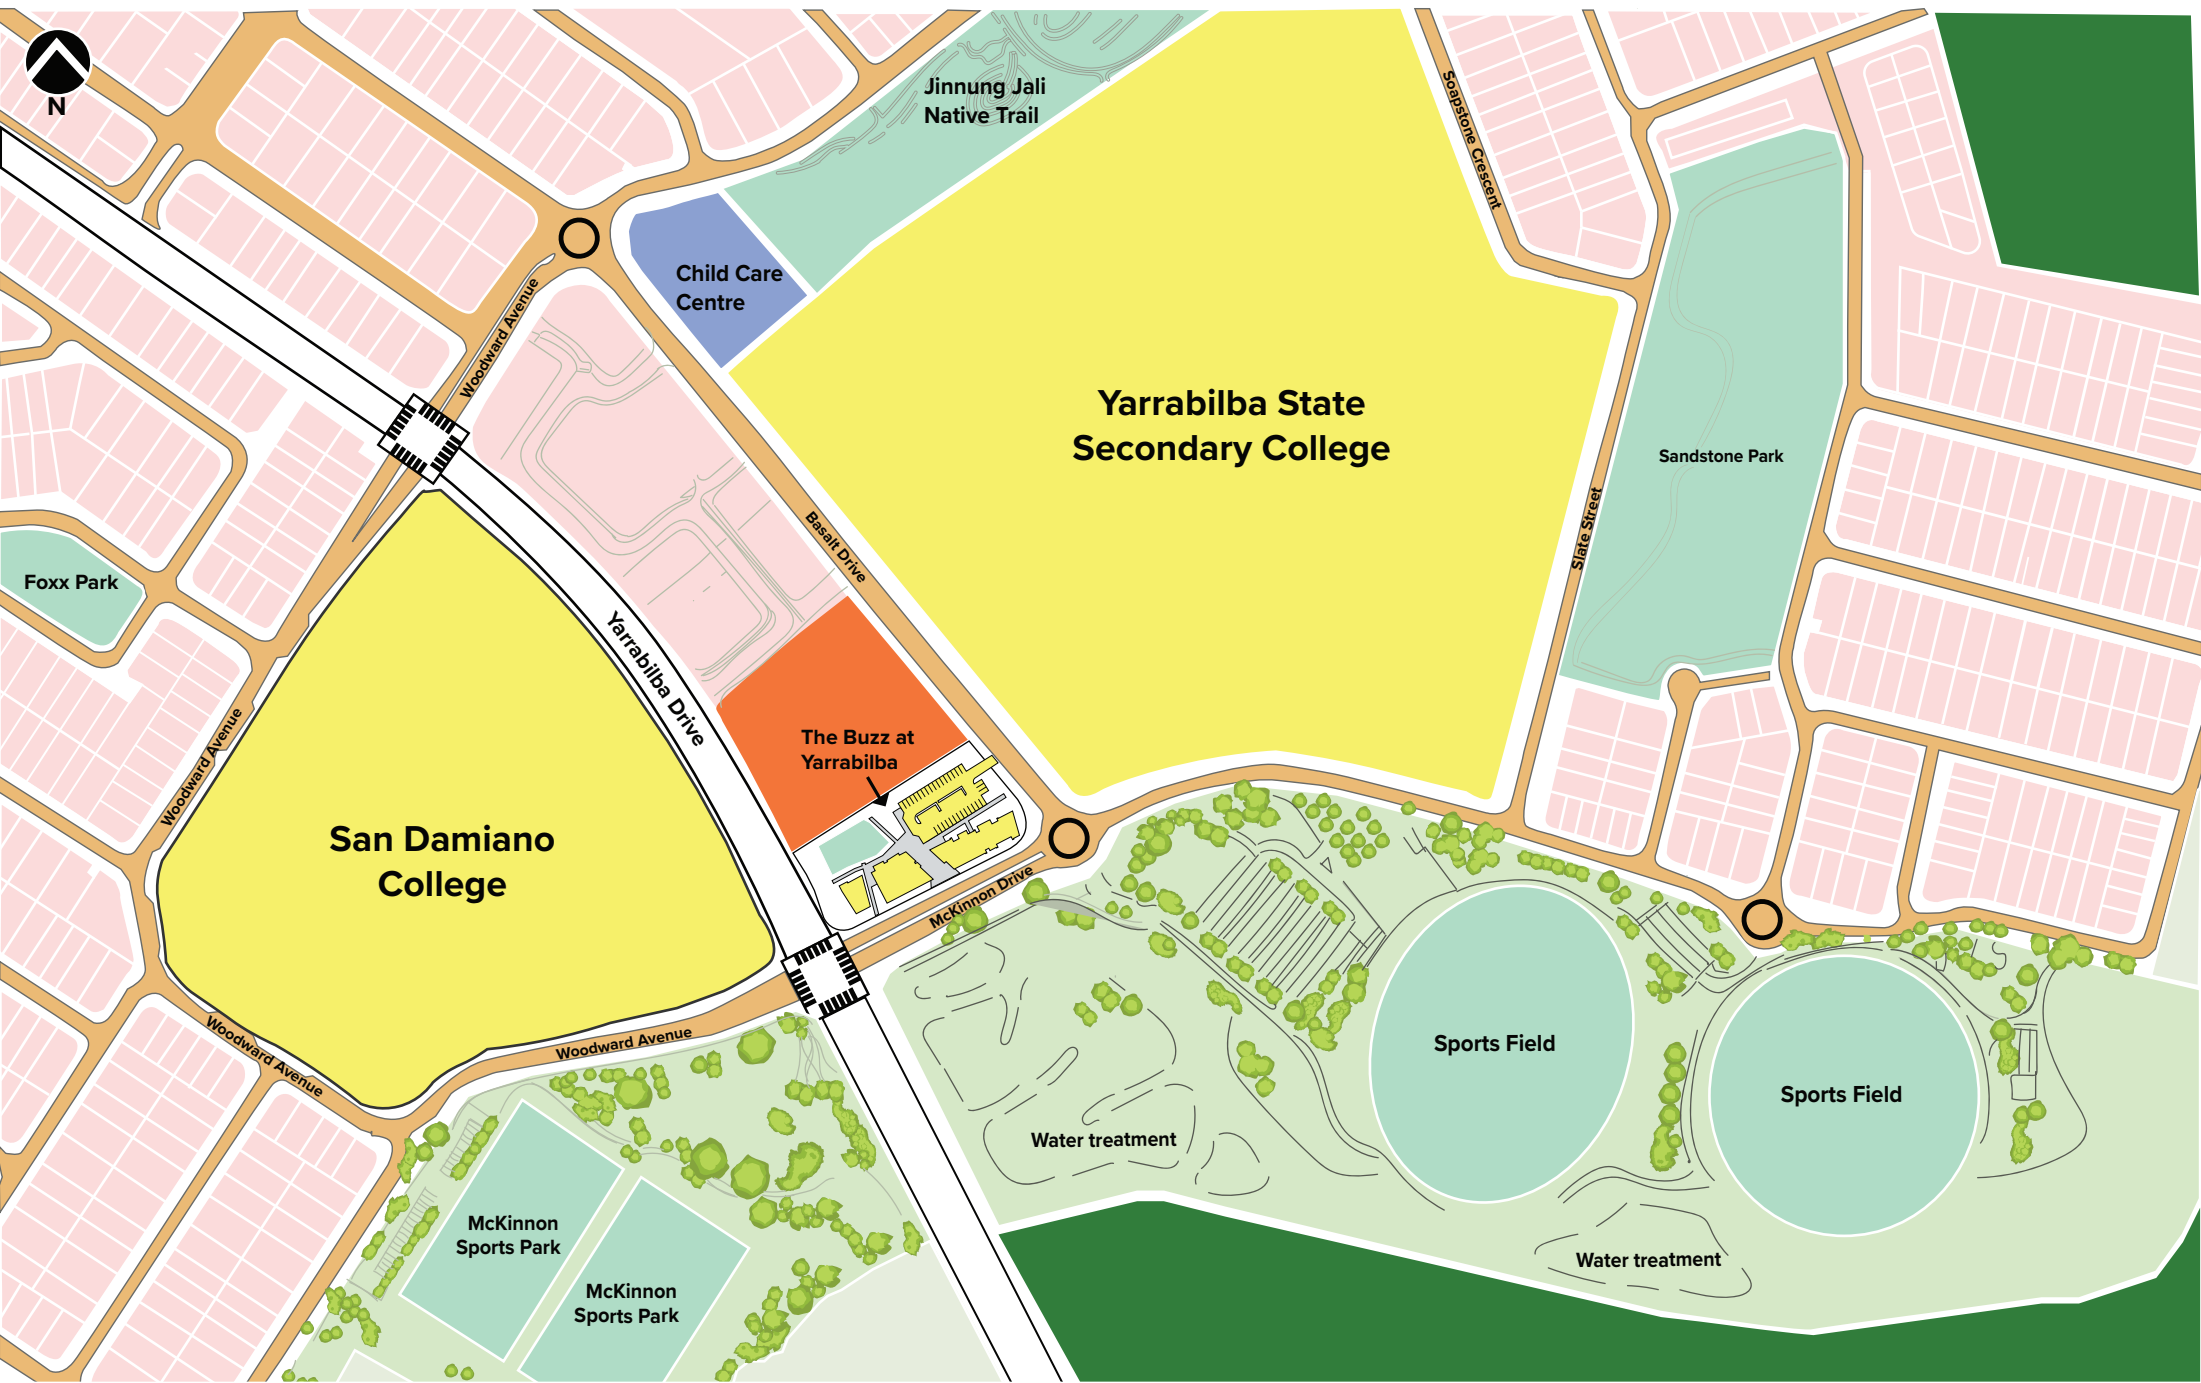 N
Jinnung Jali
Native Trail
Soapstone Crescent
Child Care
Centre
Woodward Avenue
Yarrabilba State
Secondary College
Sandstone Park
Basalt Drive
Slate Street
Foxx Park
Yarrabilba Drive
Woodward Avenue
The Buzz at
Yarrabilba
San Damiano
College
McKinnon Drive
Woodward Avenue
Woodward Avenue
Sports Field
Sports Field
Water treatment
McKinnon
Sports Park
McKinnon
Sports Park
Water treatment